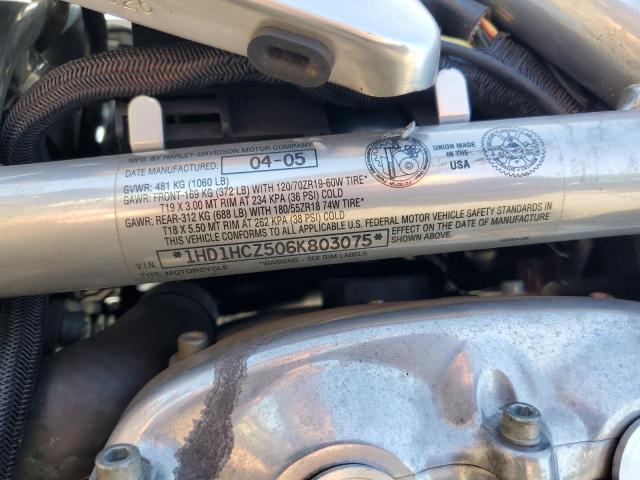 026
MFG. BY HARLEY-DAVIDSON MOTOR COMPANY
DATE MANUFACTURED 04-05
GVWR: 481 KG (1060 LB)
GAWR: FRONT-169 KG (372 LB) WITH 120/70ZR19-60W TIRE*
T19 X 3.00 MT RIM AT 234 KPA (36 PSI) COLD
GAWR: REAR-312 KG (688 LB) WITH 180/55ZR18 74W TIRE*
T18 X 5.50 MT RIM AT 262 KPA (38 PSI) COLD
THIS VEHICLE CONFORMS TO ALL APPLICABLE U.S. FEDERAL MOTOR VEHICLE SAFETY STANDARDS IN
EFFECT ON THE DATE OF MANUFACTURE
SHOWN ABOVE.
V.I.N. *1HD1HCZ506K803075*
TYPE: MOTORCYCLE *WARNING - SEE RIM LABELS
UNION MADE
IN THE
USA